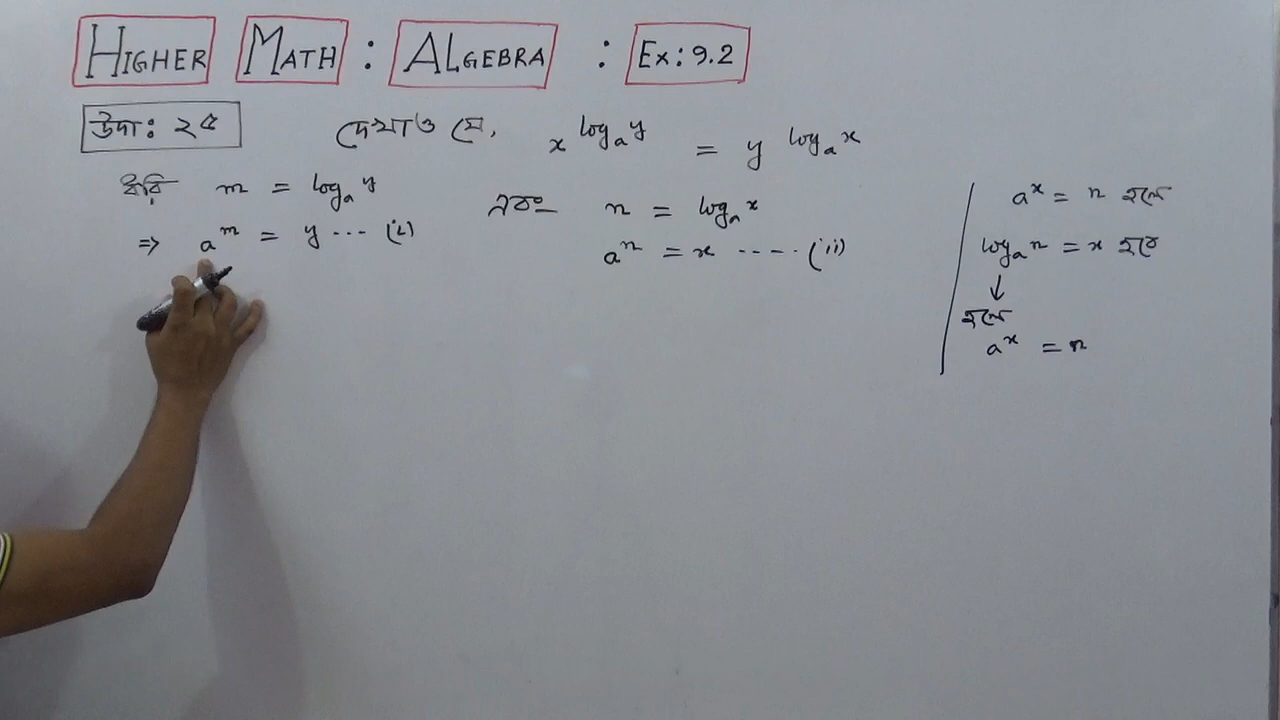 HIGHER MATH : ALGEBRA : Ex: 9.2
উদা: ২৫ দেখাও যে, x^{log_a y} = y^{log_a x}
ধরি m = log_a y এবং n = log_a x
⇒ a^m = y ... (i) a^n = x ..... (ii)
a^x = n হলে
log_a n = x হবে
↓
হলে
a^x = n